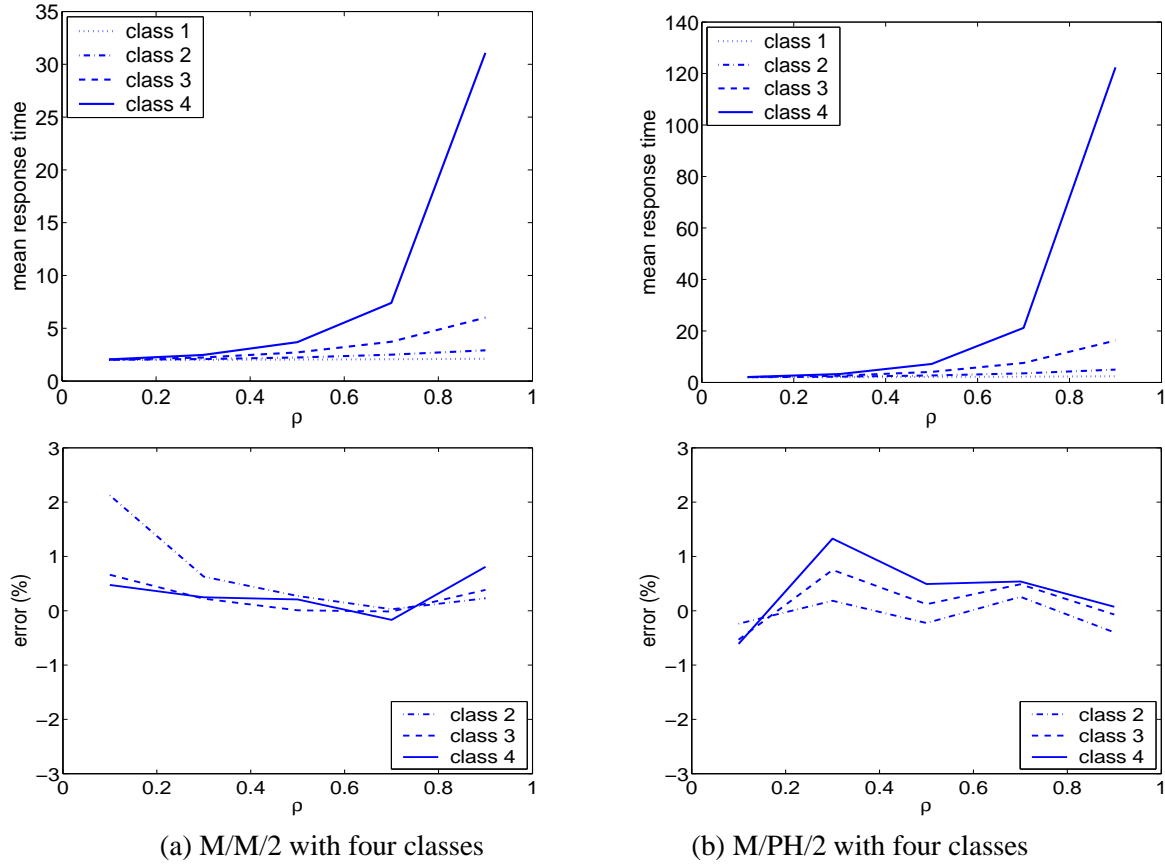 class 1
class 2
class 3
class 4
mean response time
35
30
25
20
15
10
5
0
0 0.2 0.4 0.6 0.8 1
ρ
class 1
class 2
class 3
class 4
mean response time
140
120
100
80
60
40
20
0
0 0.2 0.4 0.6 0.8 1
ρ
error (%)
3
2
1
0
−1
−2
−3
class 2
class 3
class 4
0 0.2 0.4 0.6 0.8 1
ρ
(a) M/M/2 with four classes
error (%)
3
2
1
0
−1
−2
−3
class 2
class 3
class 4
0 0.2 0.4 0.6 0.8 1
ρ
(b) M/PH/2 with four classes